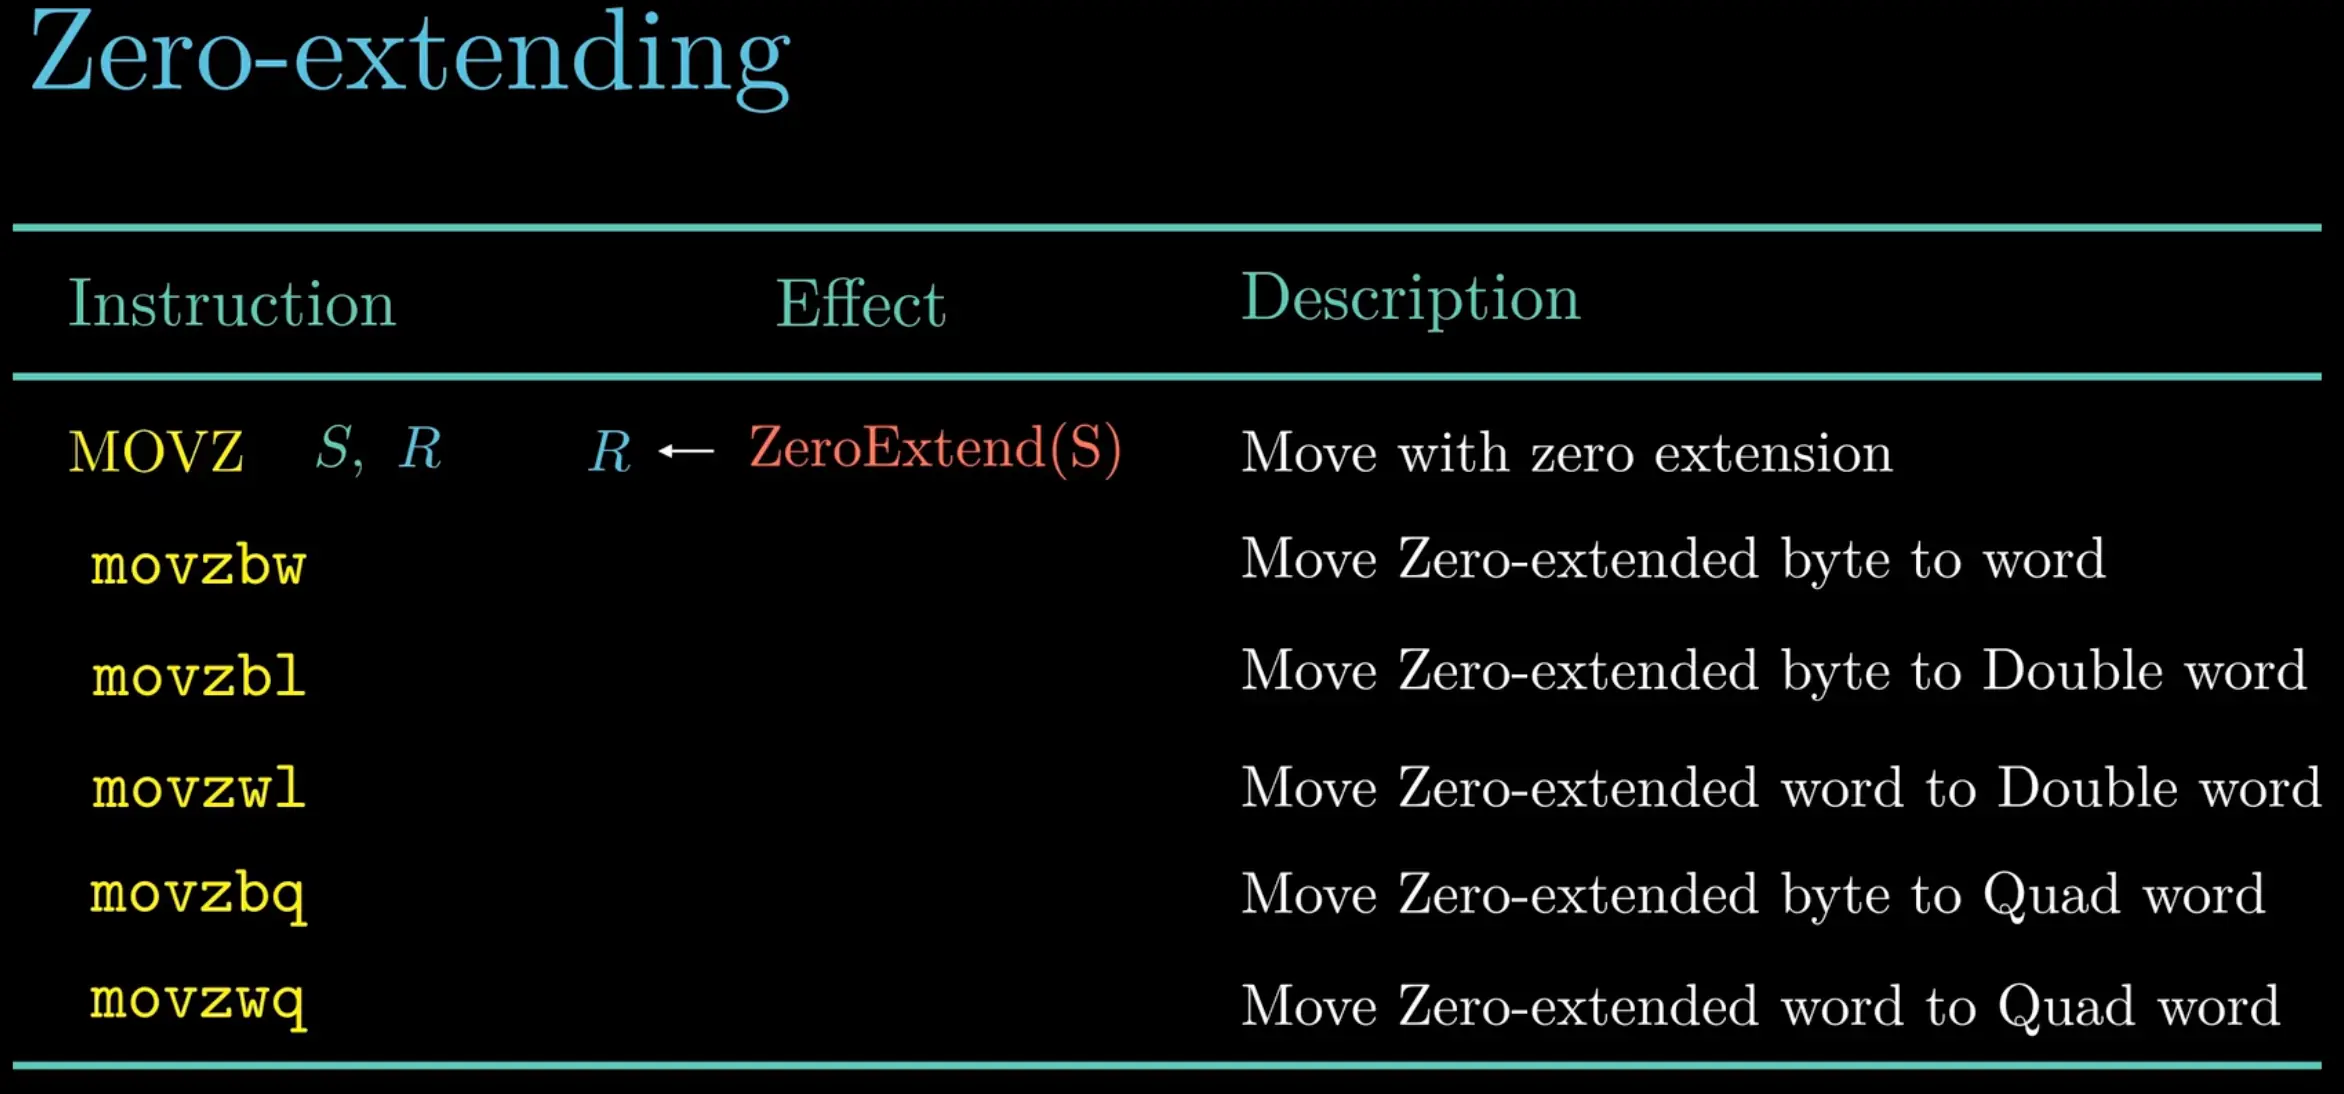 Zero-extending
Instruction Effect Description
MOVZ S, R R ← ZeroExtend(S) Move with zero extension
movzbw Move Zero-extended byte to word
movzbl Move Zero-extended byte to Double word
movzwl Move Zero-extended word to Double word
movzbq Move Zero-extended byte to Quad word
movzwq Move Zero-extended word to Quad word